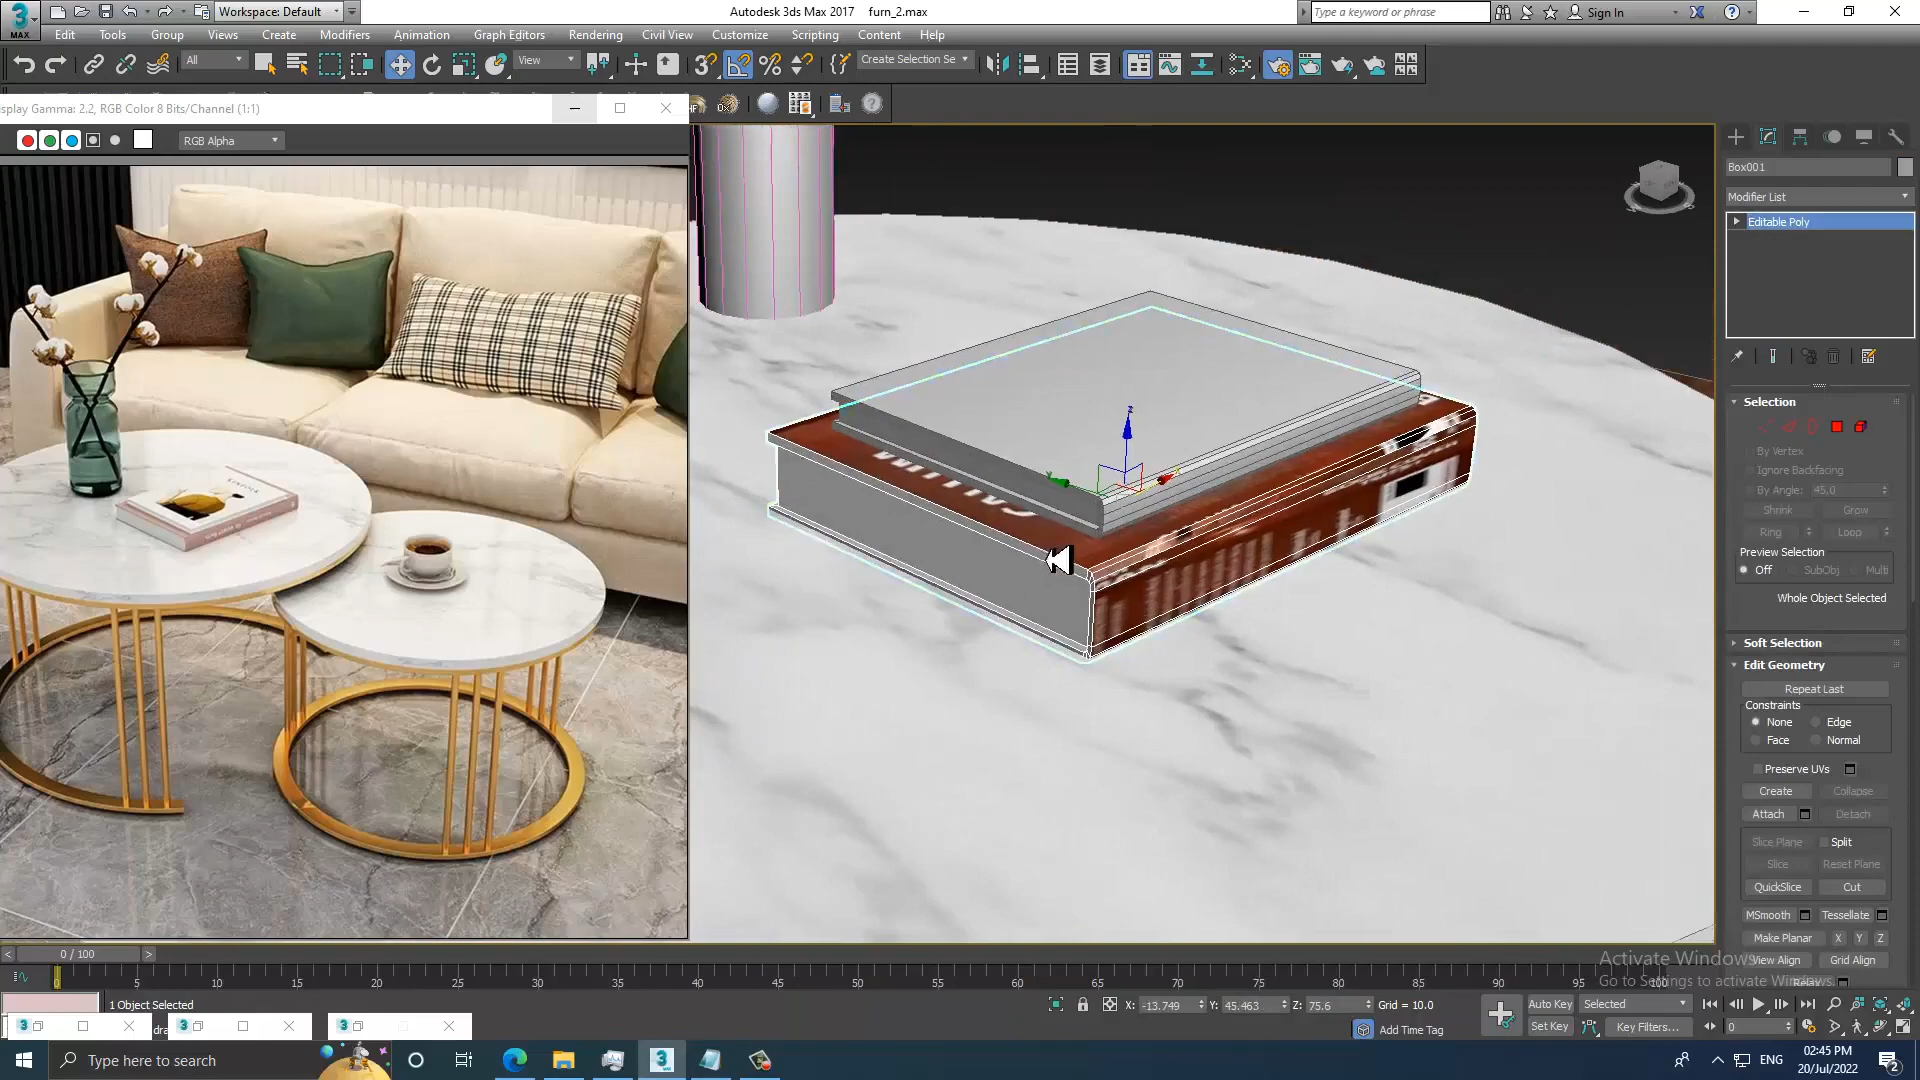 Workspace: Default
Autodesk 3ds Max 2017    furn_2.max
Type a keyword or phrase
Sign In
MAX
Edit Tools Group Views Create Modifiers Animation Graph Editors Rendering Civil View Customize Scripting Content Help
All
View
Create Selection Se
splay Gamma: 2.2, RGB Color 8 Bits/Channel (1:1)
RGB Alpha
Box001
Modifier List
Editable Poly
Selection
By Vertex
Ignore Backfacing
By Angle: 45.0
Shrink Grow
Ring Loop
Preview Selection
Off SubObj Multi
Whole Object Selected
Soft Selection
Edit Geometry
Repeat Last
Constraints
None Edge
Face Normal
Preserve UVs
Create Collapse
Attach Detach
Slice Plane Split
Slice Reset Plane
QuickSlice Cut
MSmooth Tessellate
Make Planar X Y Z
View Align Grid Align
Activate Windows
Go to Settings to activate Windows.
0 / 100
0 5 10 15 20 25 30 35 40 45 50 55 60 65 70 75 80 85 90 95 100
1 Object Selected
X: -13.749 Y: 45.463 Z: 75.6 Grid = 10.0
Add Time Tag
Auto Key Selected
Set Key Key Filters...
0
Type here to search
ENG
02:45 PM
20/Jul/2022
2